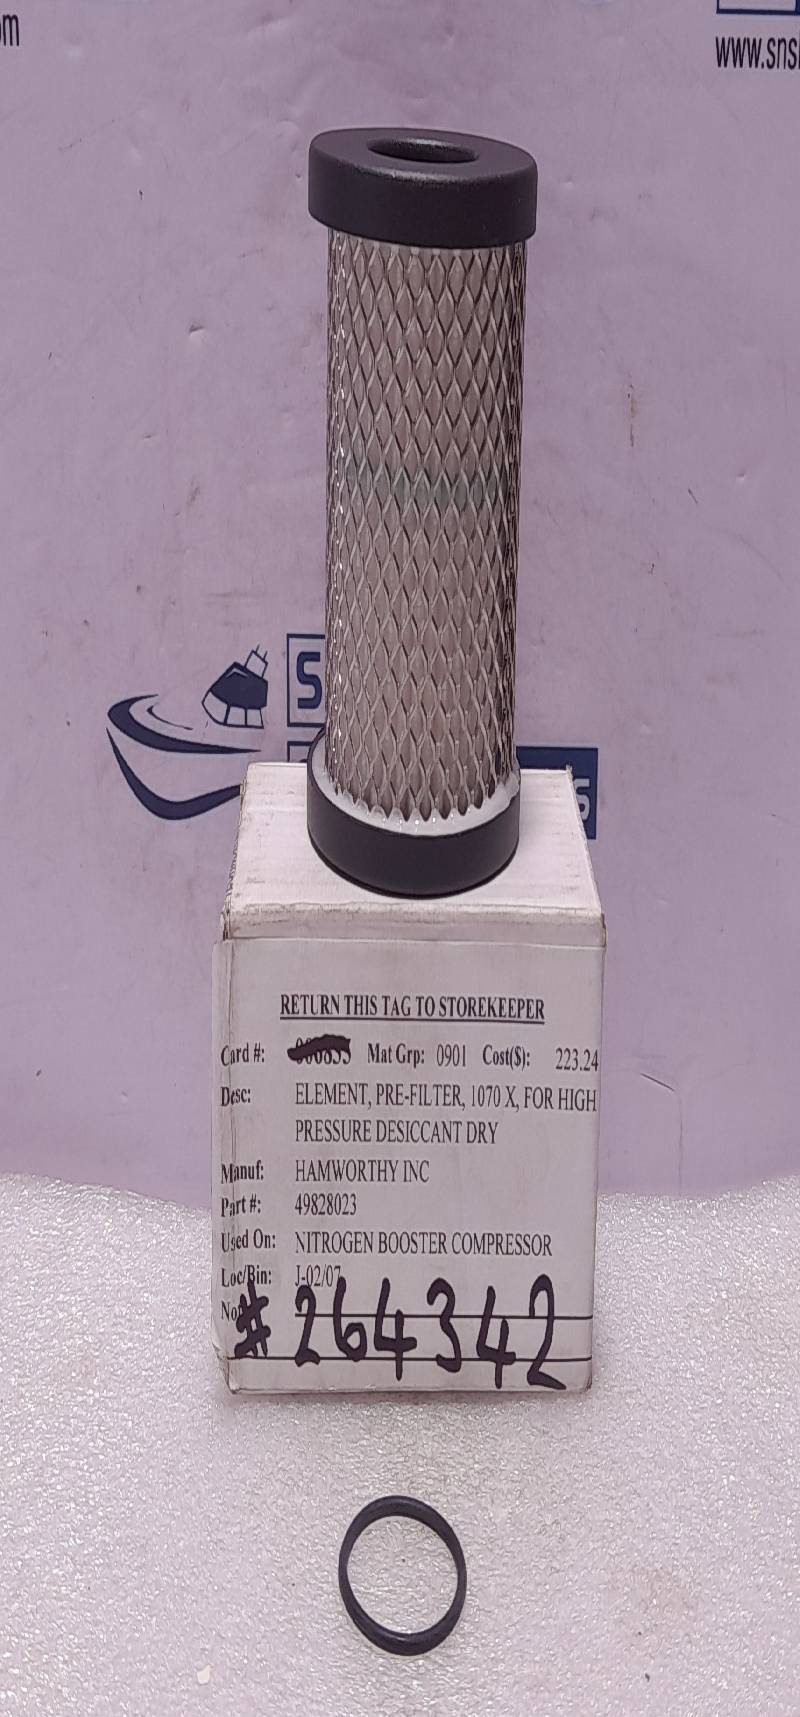 om
www.sns
S
S
RETURN THIS TAG TO STOREKEEPER
Card #: Mat Grp: 0901 Cost($): 223.24
Desc: ELEMENT, PRE-FILTER, 1070 X, FOR HIGH
PRESSURE DESICCANT DRY
Manuf: HAMWORTHY INC
Part #: 49828023
Used On: NITROGEN BOOSTER COMPRESSOR
Loc/Bin: J-02/07
No
# 264342